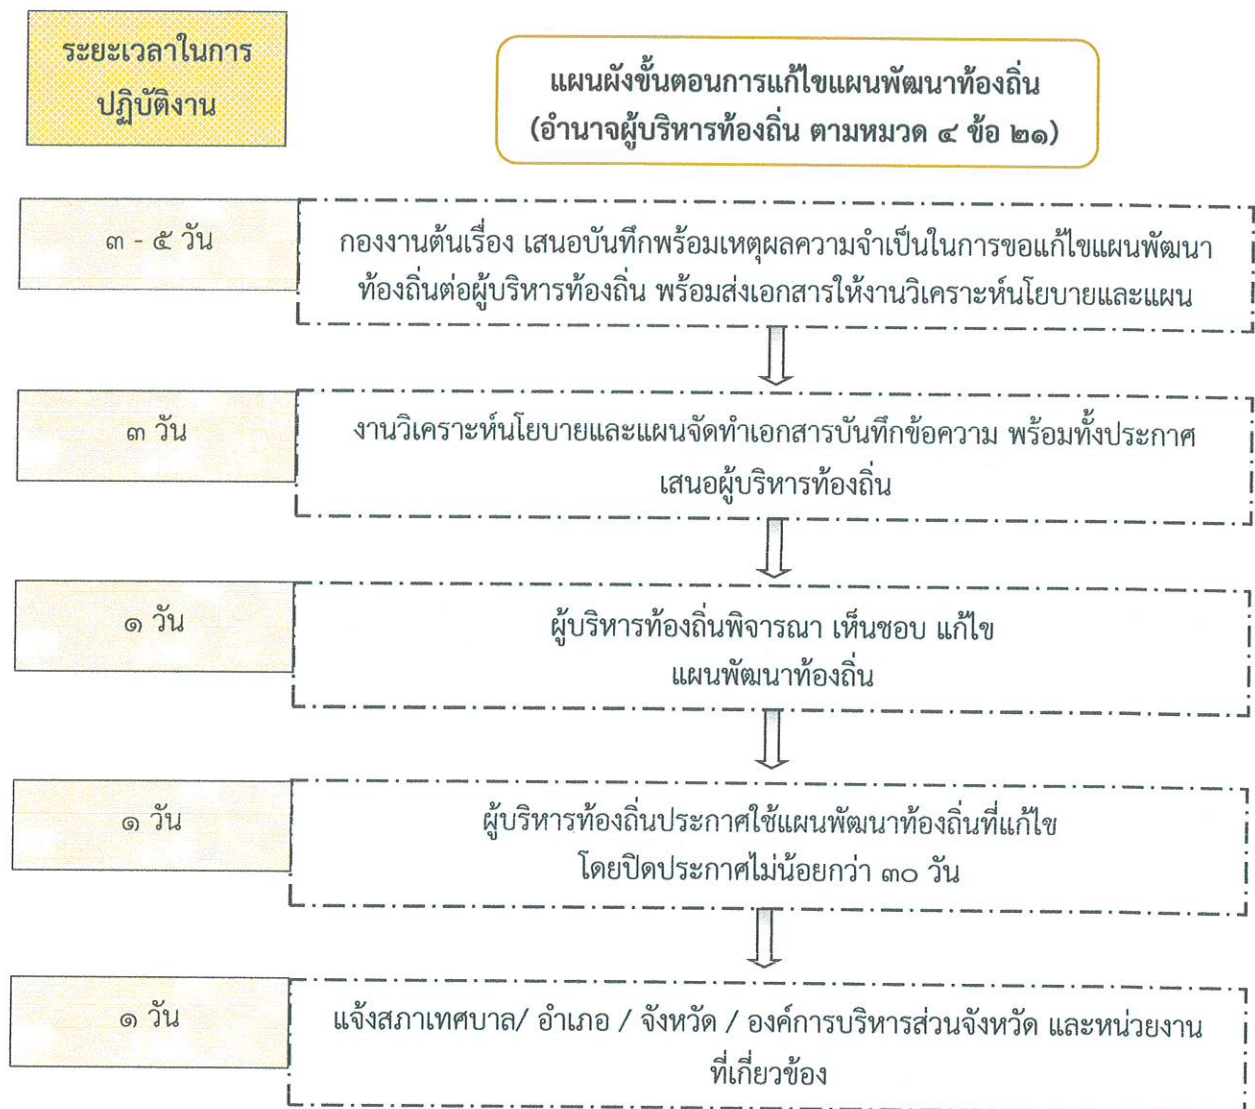 ระยะเวลาในการ
ปฏิบัติงาน
แผนผังขั้นตอนการแก้ไขแผนพัฒนาท้องถิ่น
(อำนาจผู้บริหารท้องถิ่น ตามหมวด ๔ ข้อ ๒๑)
๓ - ๕ วัน
กองงานต้นเรื่อง เสนอบันทึกพร้อมเหตุผลความจำเป็นในการขอแก้ไขแผนพัฒนา
ท้องถิ่นต่อผู้บริหารท้องถิ่น พร้อมส่งเอกสารให้งานวิเคราะห์นโยบายและแผน
๓ วัน
งานวิเคราะห์นโยบายและแผนจัดทำเอกสารบันทึกข้อความ พร้อมทั้งประกาศ
เสนอผู้บริหารท้องถิ่น
๑ วัน
ผู้บริหารท้องถิ่นพิจารณา เห็นชอบ แก้ไข
แผนพัฒนาท้องถิ่น
๑ วัน
ผู้บริหารท้องถิ่นประกาศใช้แผนพัฒนาท้องถิ่นที่แก้ไข
โดยปิดประกาศไม่น้อยกว่า ๓๐ วัน
๑ วัน
แจ้งสภาเทศบาล/ อำเภอ / จังหวัด / องค์การบริหารส่วนจังหวัด และหน่วยงาน
ที่เกี่ยวข้อง